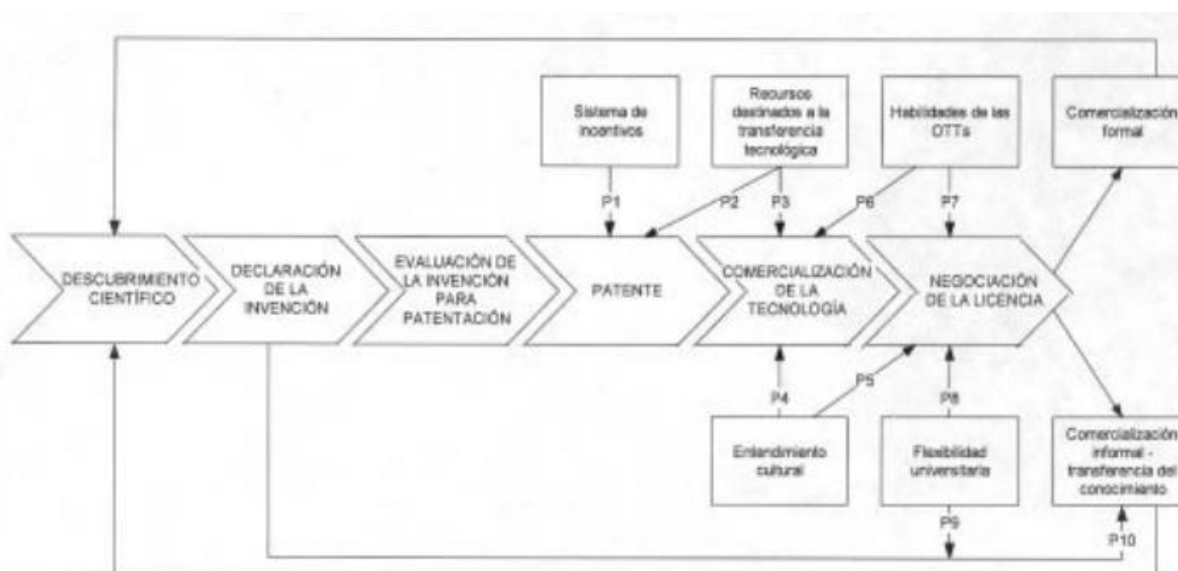 Sistema de
incentivos
Recursos
destinados a la
transferencia
tecnológica
Habilidades de las
OTTs
Comercialización
formal
P1
P2
P3
P6
P7
DESCUBRIMIENTO
CIENTÍFICO
DECLARACIÓN
DE LA
INVENCIÓN
EVALUACIÓN DE
LA INVENCIÓN
PARA
PATENTACIÓN
PATENTE
COMERCIALIZACIÓN
DE LA
TECNOLOGÍA
NEGOCIACIÓN
DE LA LICENCIA
P4
P5
P8
Entendimiento
cultural
Flexibilidad
universitaria
Comercialización
informal -
transferencia del
conocimiento
P9
P10